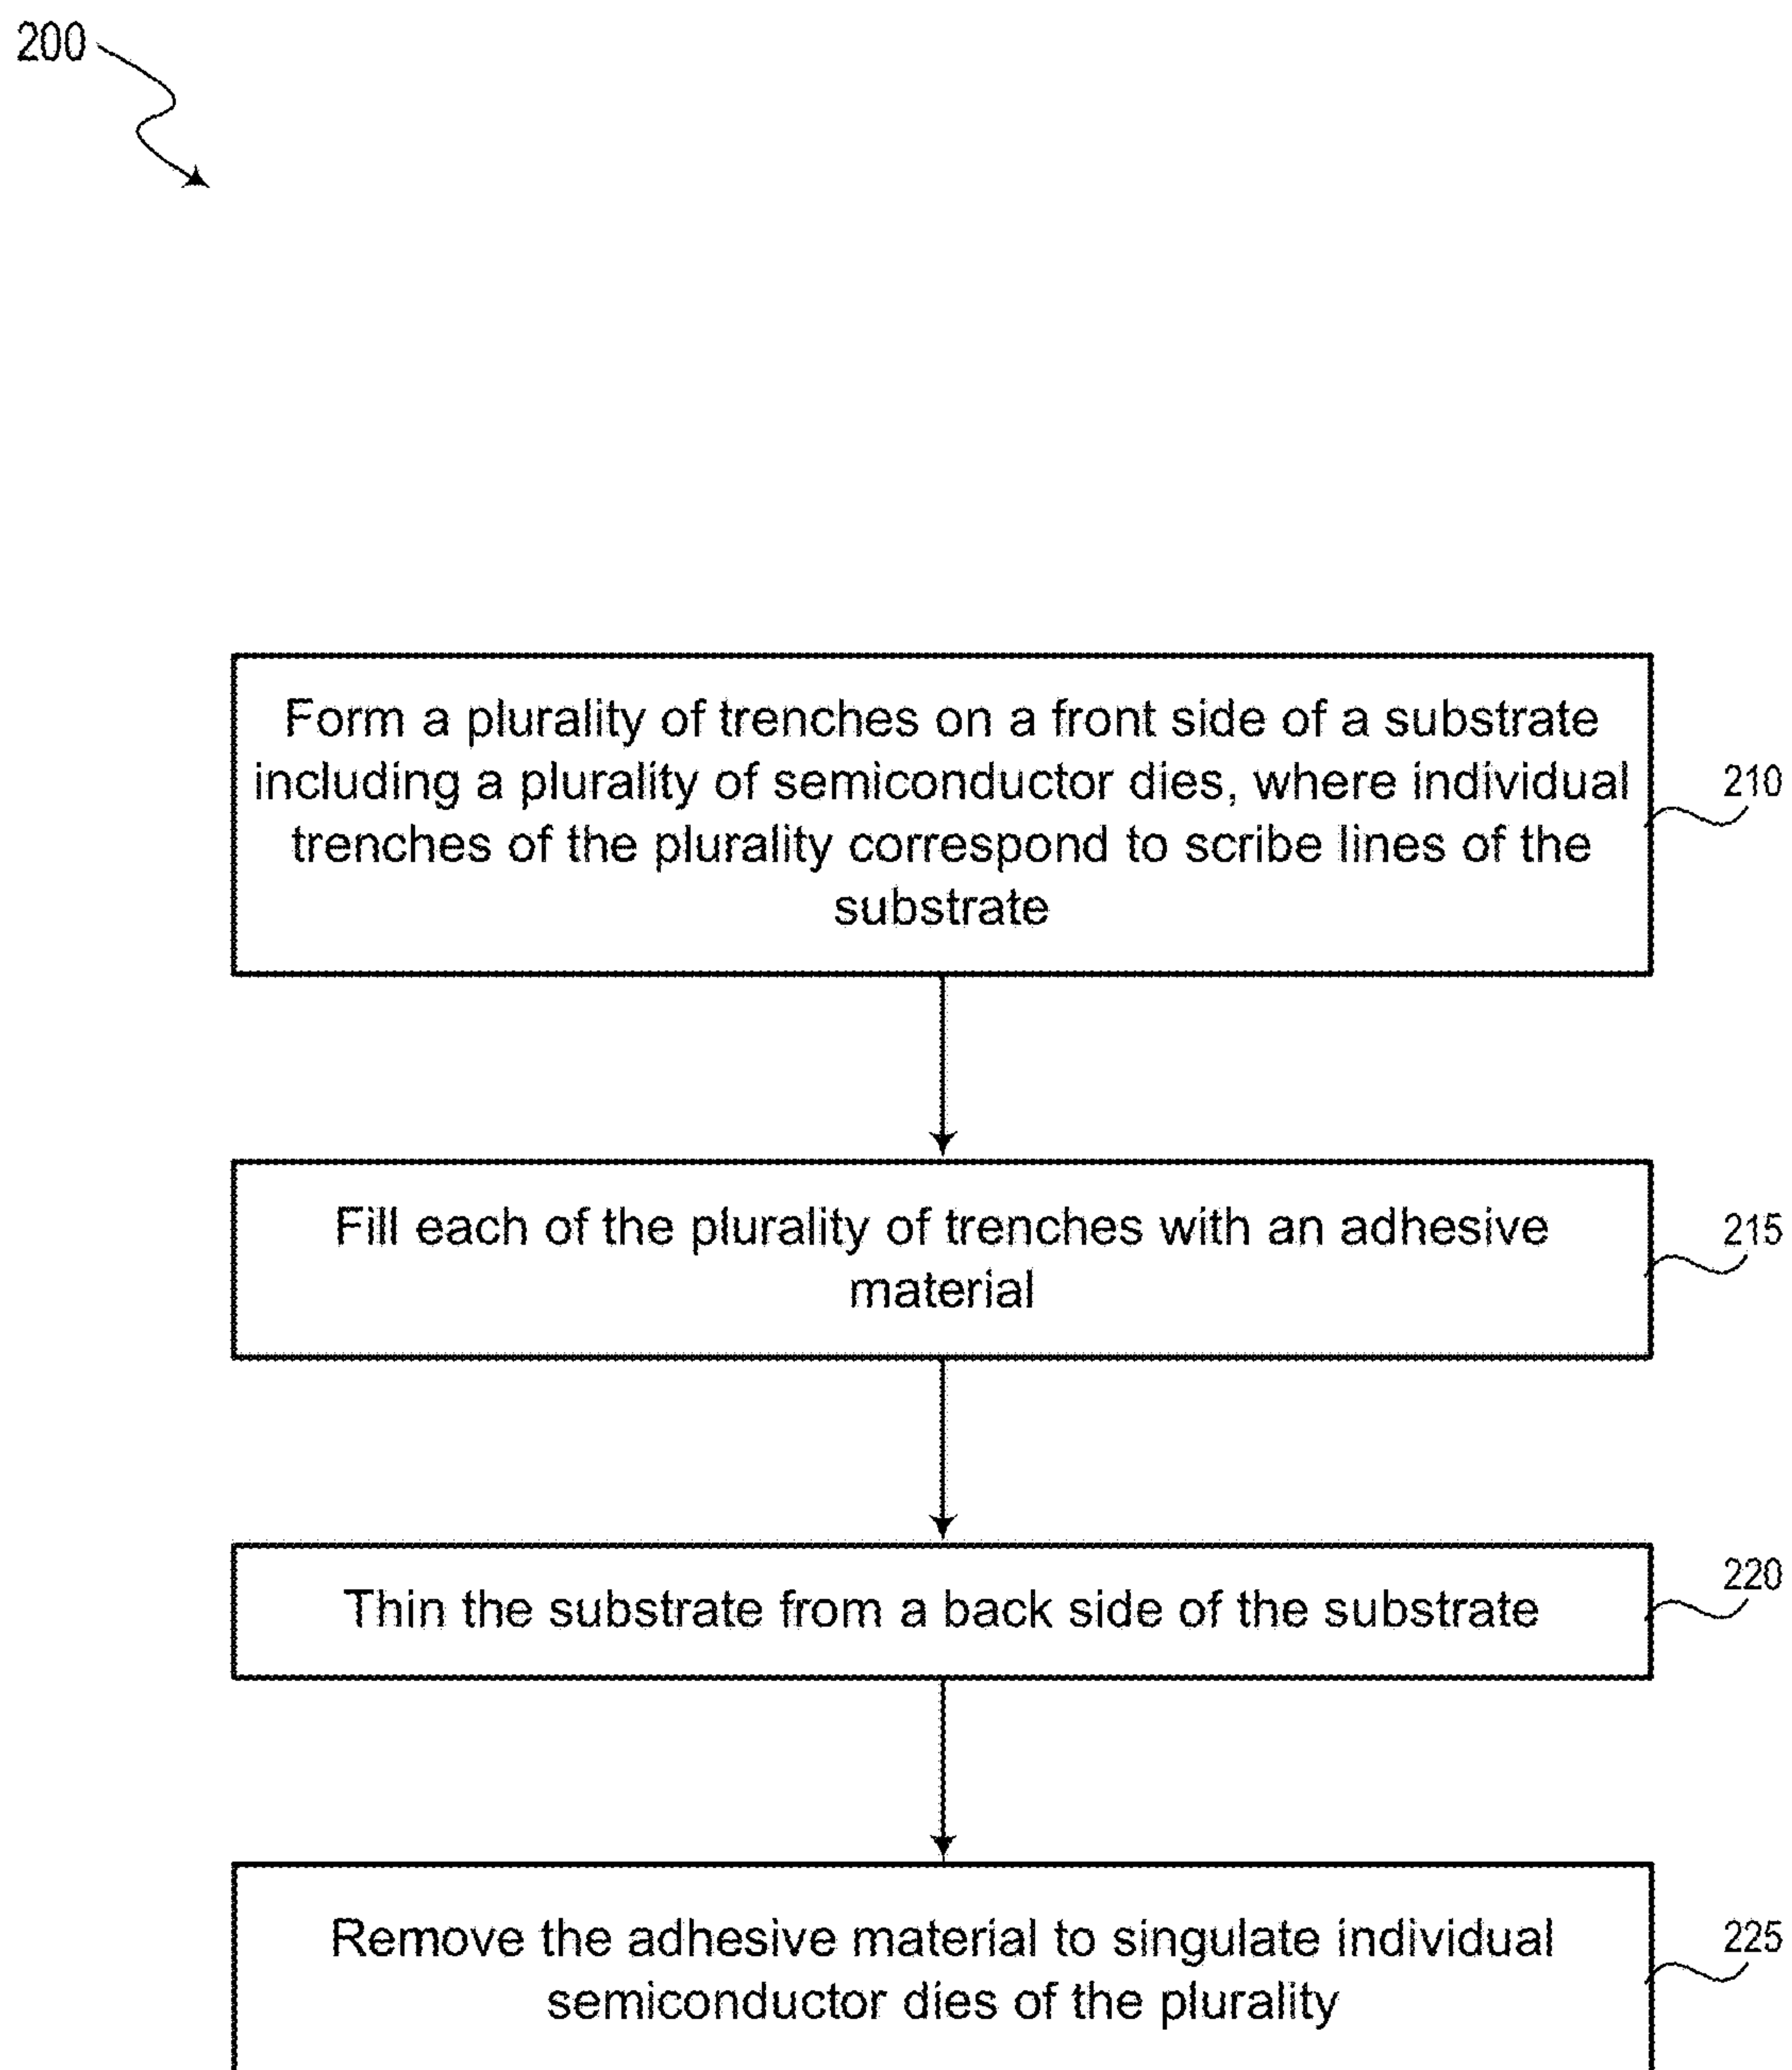 200
Form a plurality of trenches on a front side of a substrate
including a plurality of semiconductor dies, where individual
trenches of the plurality correspond to scribe lines of the
substrate
210
Fill each of the plurality of trenches with an adhesive
material
215
Thin the substrate from a back side of the substrate
220
Remove the adhesive material to singulate individual
semiconductor dies of the plurality
225